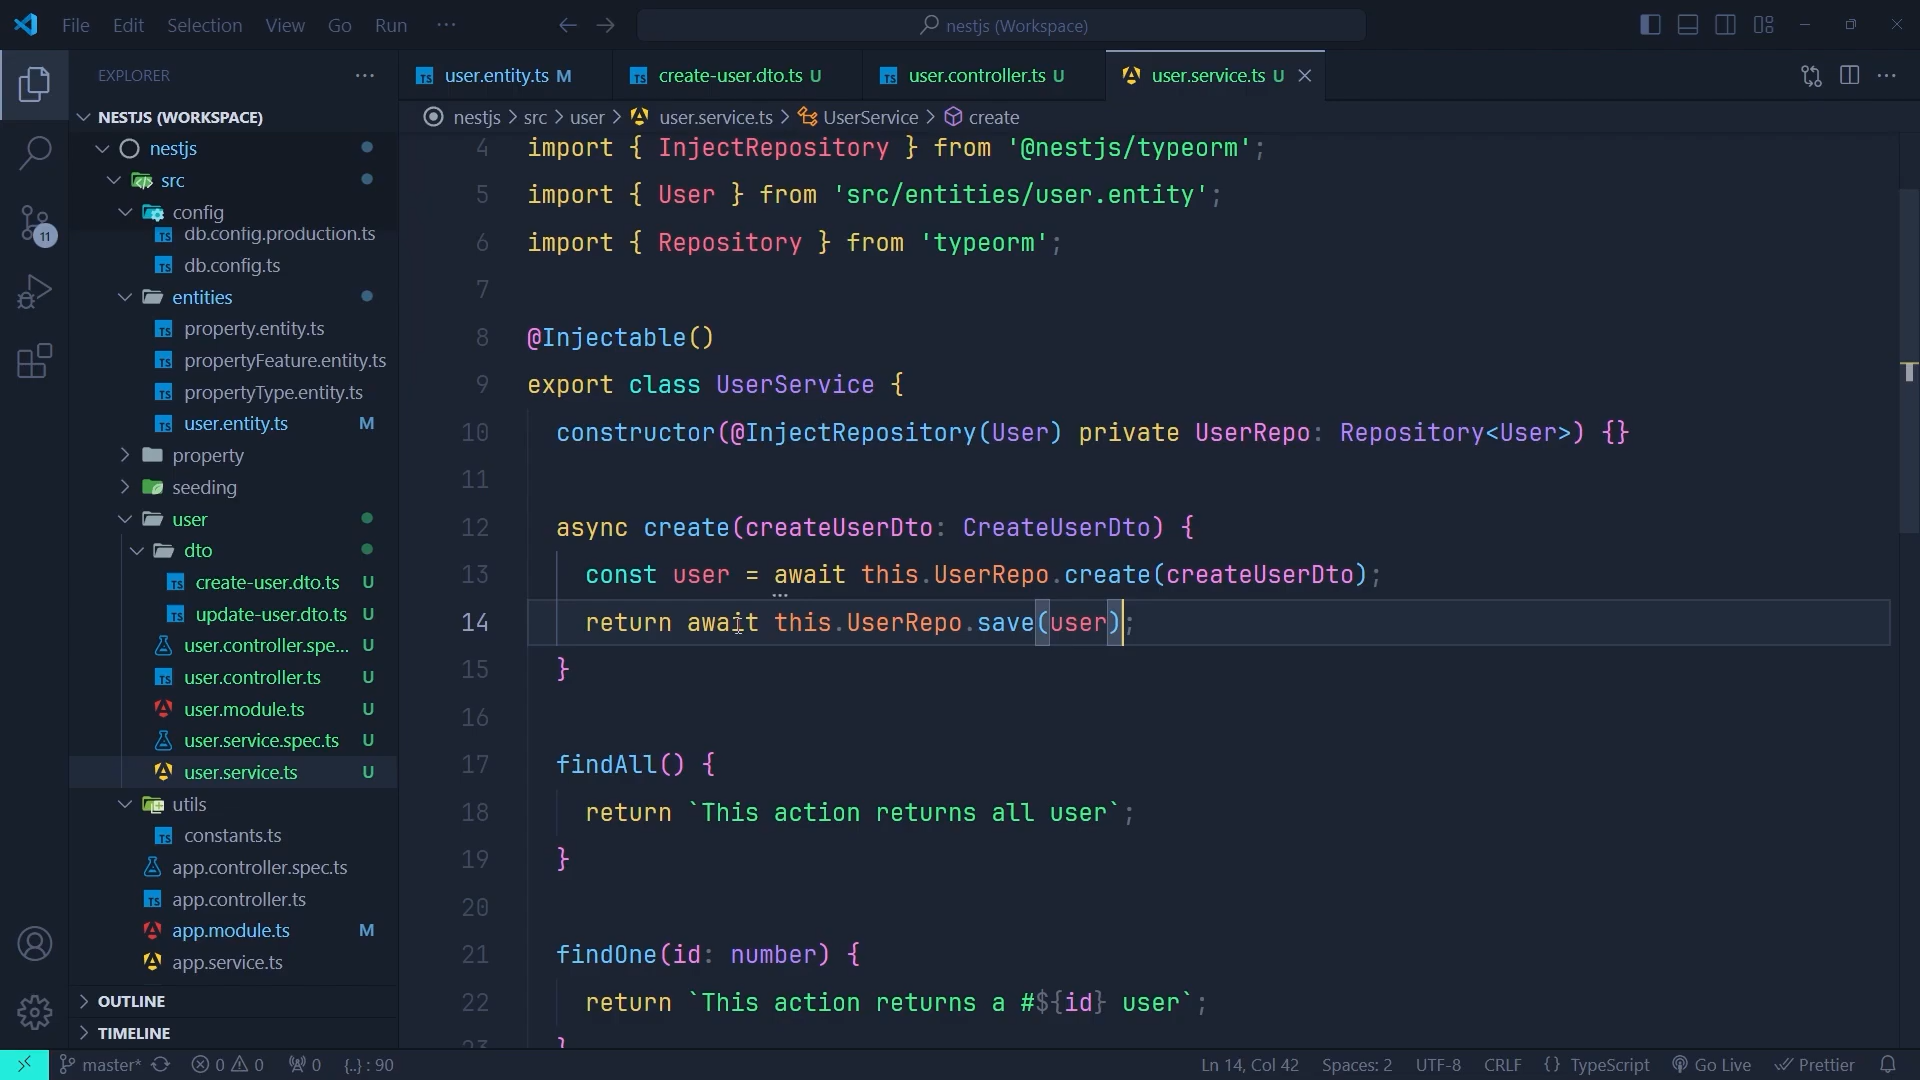 File Edit Selection View Go Run ···
nestjs (Workspace)
EXPLORER ···
NESTJS (WORKSPACE)
nestjs
src
config
db.config.production.ts
db.config.ts
entities
property.entity.ts
propertyFeature.entity.ts
propertyType.entity.ts
user.entity.ts M
property
seeding
user
dto
create-user.dto.ts U
update-user.dto.ts U
user.controller.spe... U
user.controller.ts U
user.module.ts U
user.service.spec.ts U
user.service.ts U
utils
constants.ts
app.controller.spec.ts
app.controller.ts
app.module.ts M
app.service.ts
OUTLINE
TIMELINE
11
TS user.entity.ts M TS create-user.dto.ts U TS user.controller.ts U user.service.ts U
nestjs > src > user > user.service.ts > UserService > create
4 import { InjectRepository } from '@nestjs/typeorm';
5 import { User } from 'src/entities/user.entity';
6 import { Repository } from 'typeorm';
7
8 @Injectable()
9 export class UserService {
10 constructor(@InjectRepository(User) private UserRepo: Repository<User>) {}
11
12 async create(createUserDto: CreateUserDto) {
13 const user = await this.UserRepo.create(createUserDto);
14 return await this.UserRepo.save(user);
15 }
16
17 findAll() {
18 return `This action returns all user`;
19 }
20
21 findOne(id: number) {
22 return `This action returns a #${id} user`;
23 }
master* 0 0 0 {..} : 90
Ln 14, Col 42 Spaces: 2 UTF-8 CRLF {} TypeScript Go Live Prettier